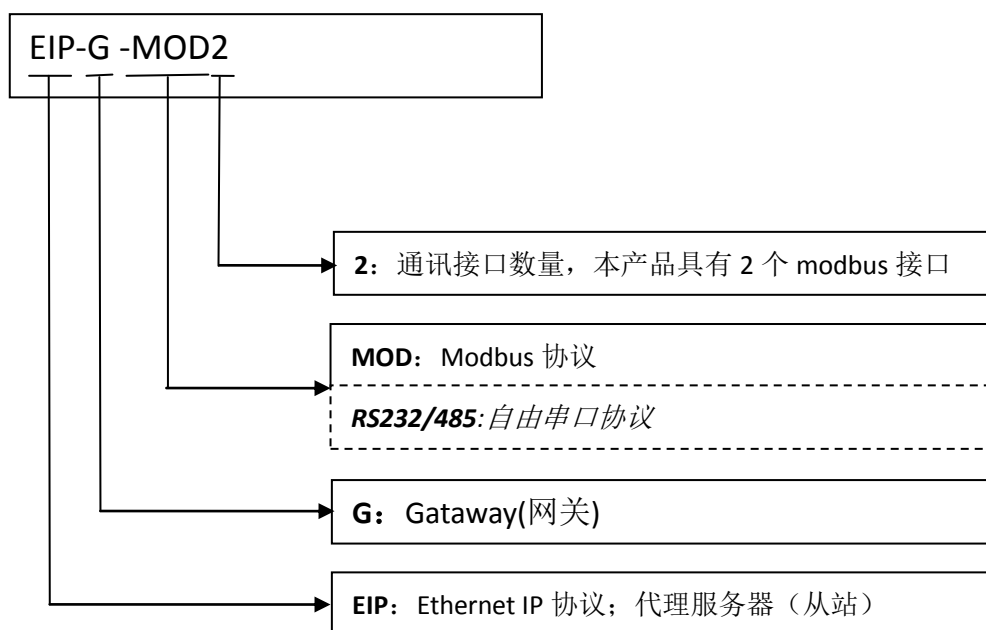 EIP-G -MOD2
2：通讯接口数量，本产品具有 2 个 modbus 接口
MOD：Modbus 协议
RS232/485:自由串口协议
G：Gataway(网关)
EIP：Ethernet IP 协议；代理服务器（从站）